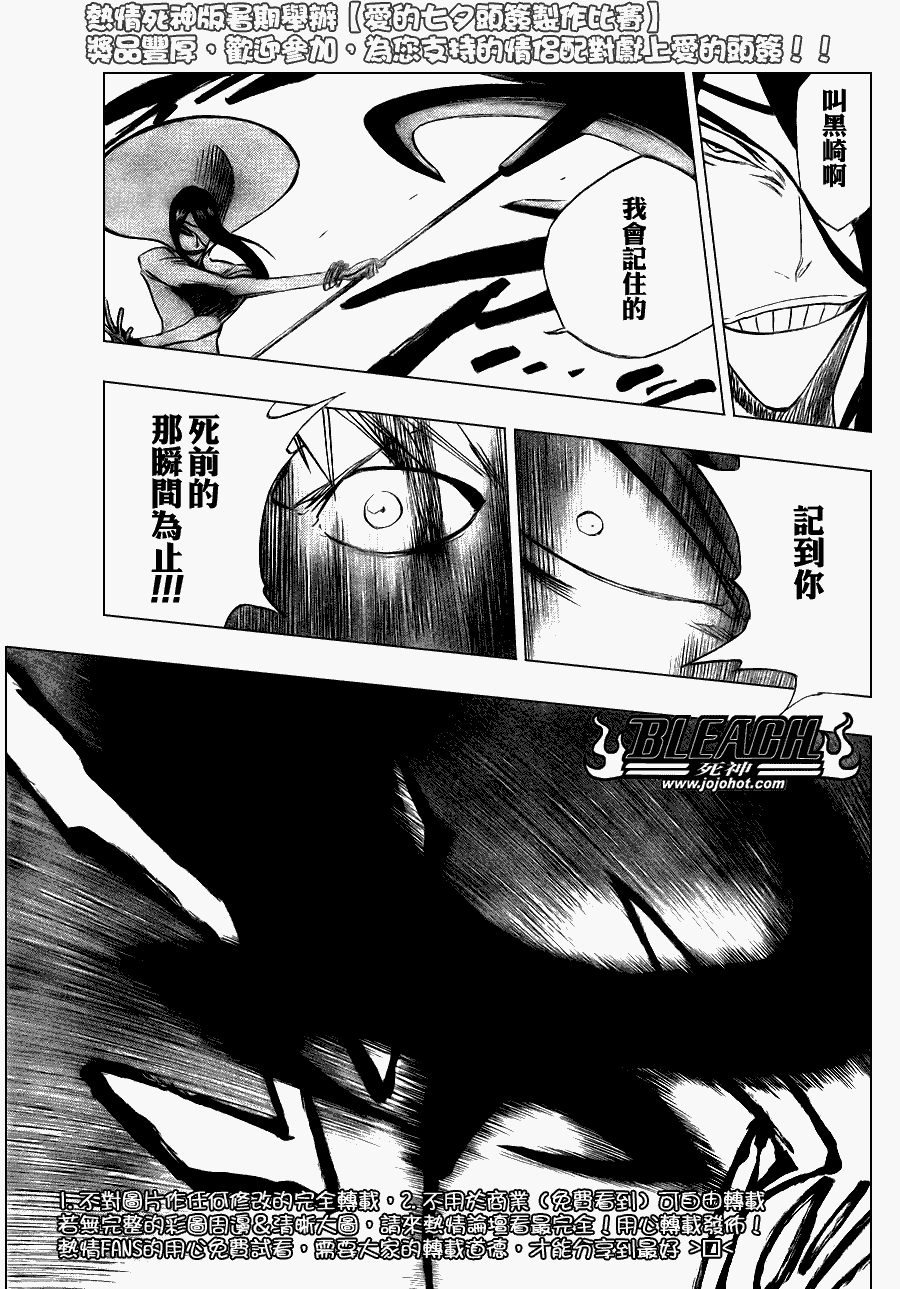 熱情死神版暑期舉辦【愛的七夕頭簽製作比賽】
獎品豐厚，歡迎參加，為您支持的情侶配對獻上愛的頭簽！！
叫黑崎啊
我會記住的
記到你
死前的
那瞬間為止!!!
BLEACH
死神
www.jojohot.com
1.不對圖片作任何修改的完全轉載，2.不用於商業（免費看到）可自由轉載
若無完整的彩圖周邊&清晰大圖，請來熱情論壇看最完全！用心轉載發佈！
熱情FANS的用心免費試看，需要大家的轉載道德，才能分享到最好 >口<